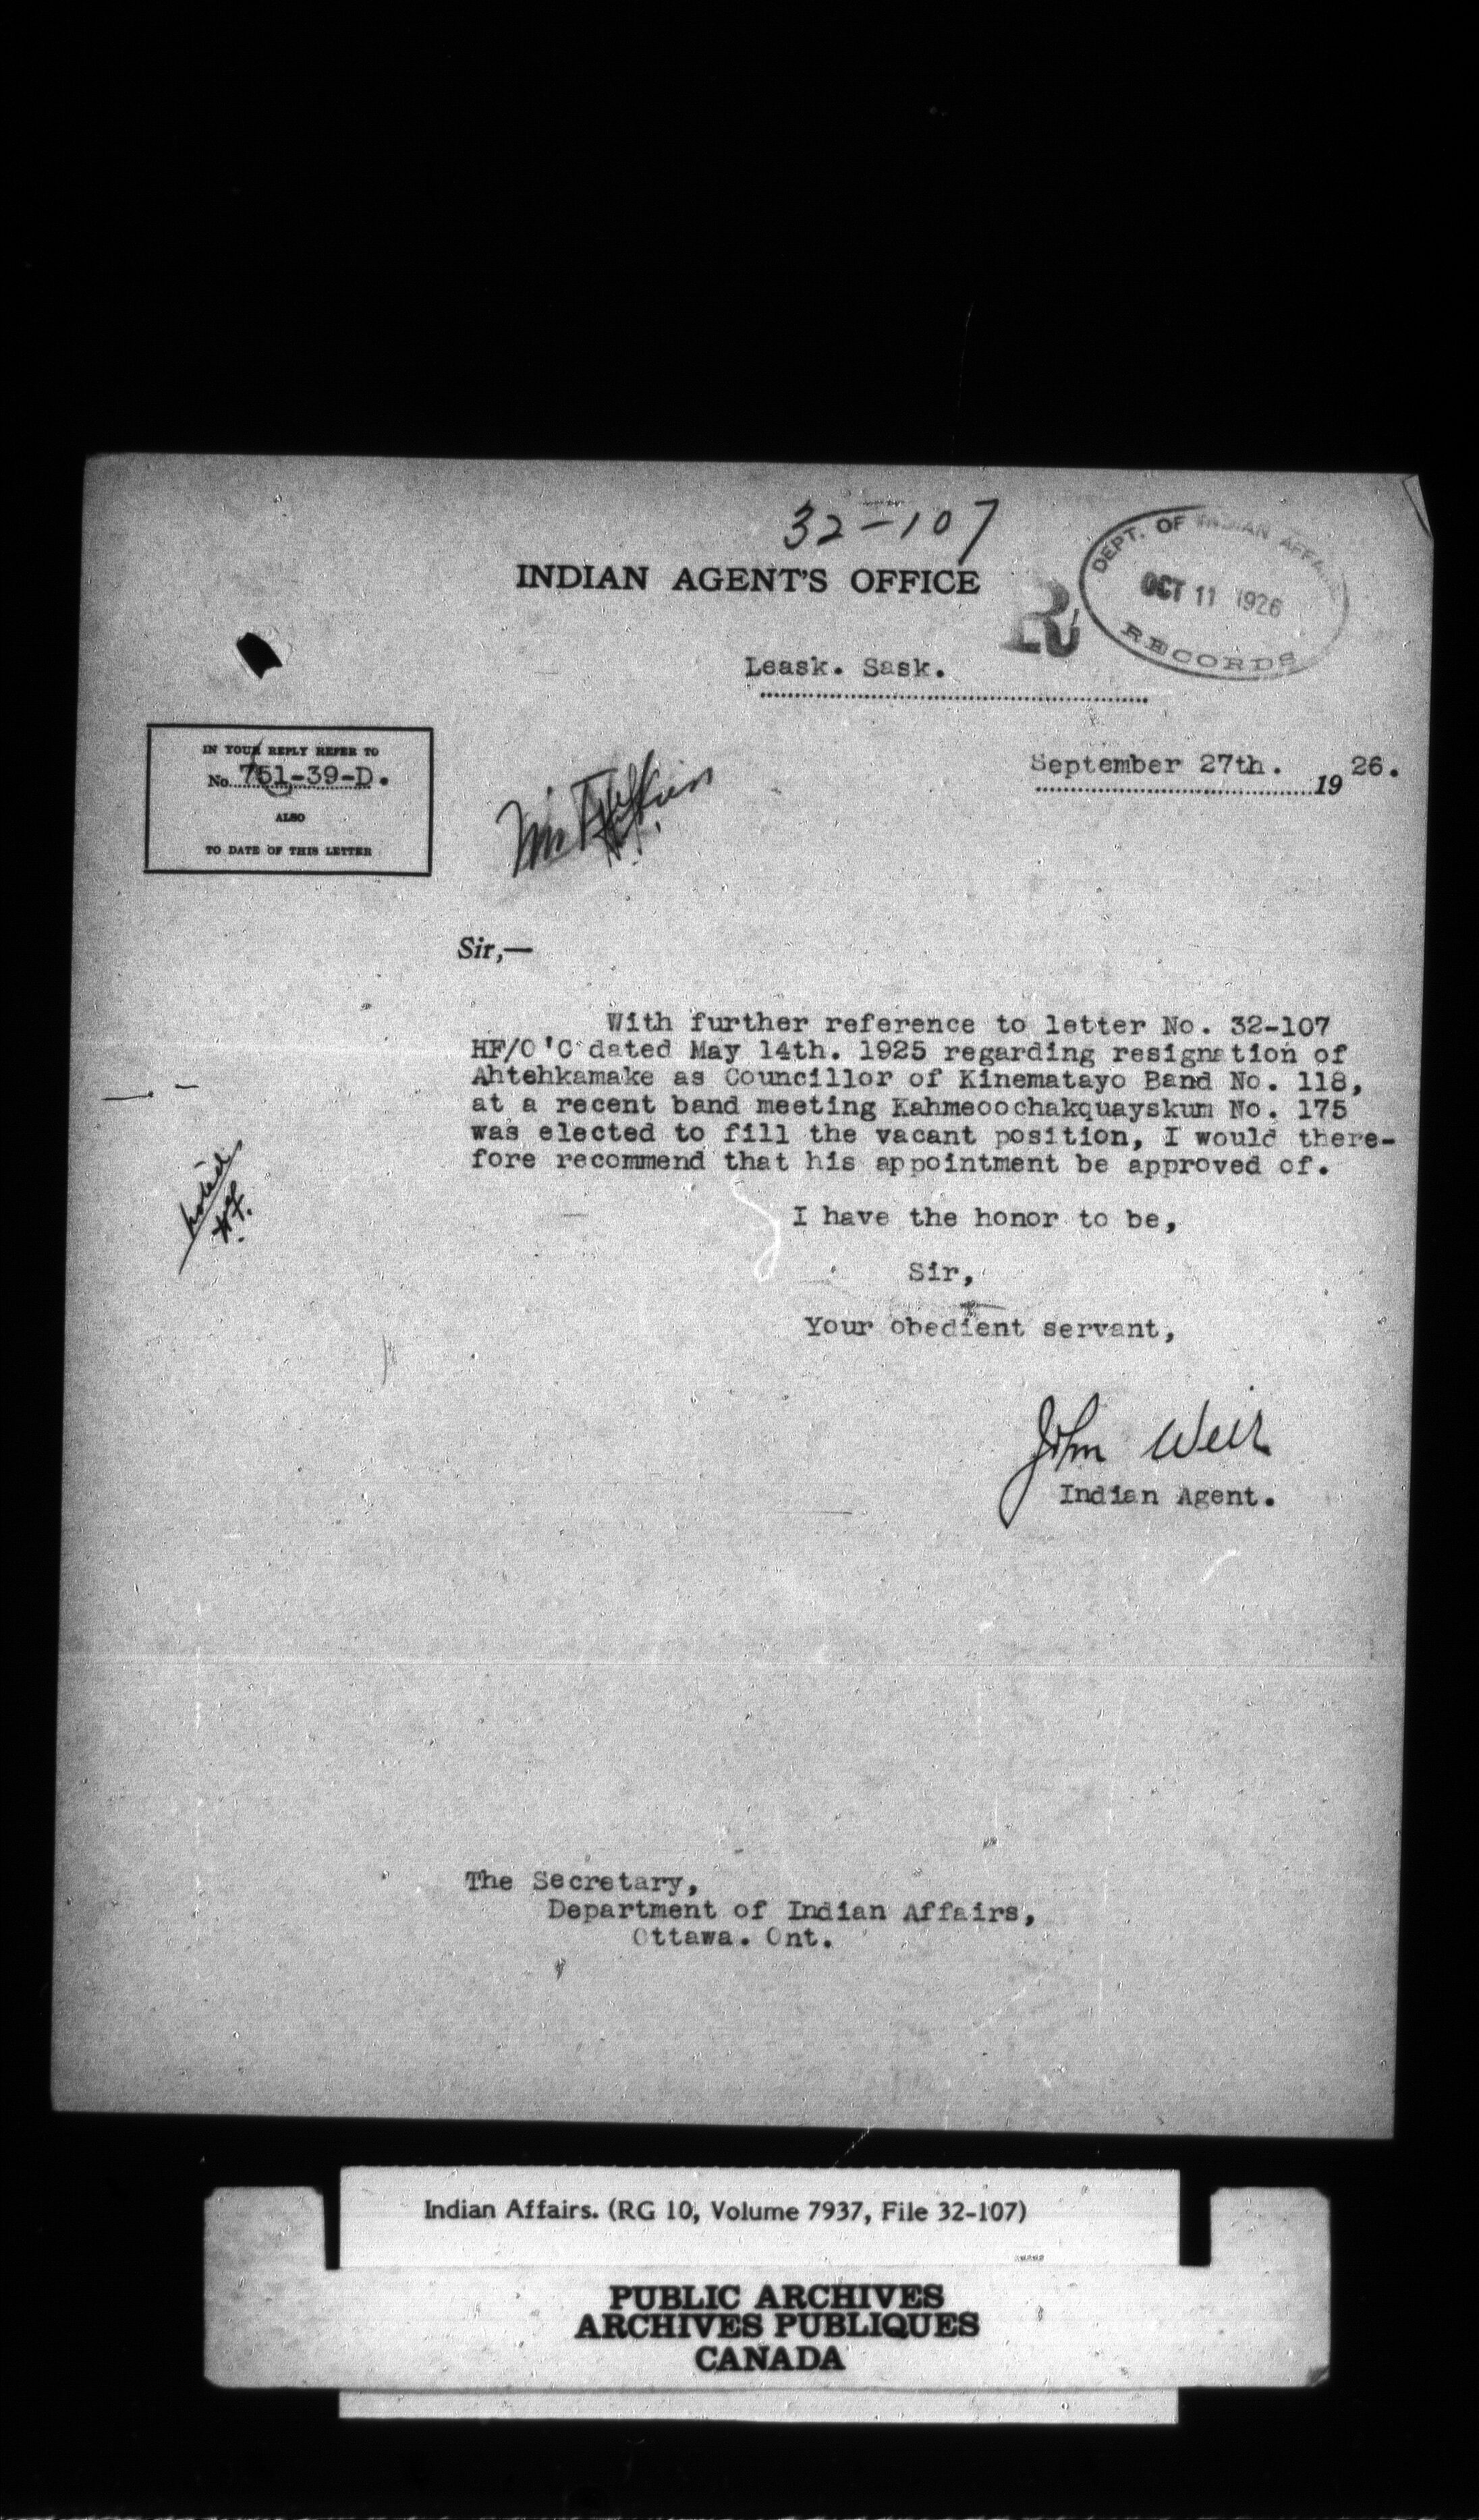 32-107
INDIAN AGENT'S OFFICE
DEPT. OF INDIAN AFFA
OCT 11 1926
RECORDS
R
Leask. Sask.
September 27th. 1926.
IN YOUR REPLY REFER TO
No. 751-39-D.
ALSO
TO DATE OF THIS LETTER
Sir,—
With further reference to letter No. 32-107
HF/O'C dated May 14th. 1925 regarding resignation of
Ahtehkamake as Councillor of Kinematayo Band No. 118,
at a recent band meeting Kahmeoochakquayskum No. 175
was elected to fill the vacant position, I would there-
fore recommend that his appointment be approved of.
noted
H.F.
I have the honor to be,
Sir,
Your obedient servant,
John Weir
Indian Agent.
The Secretary,
Department of Indian Affairs,
Ottawa. Ont.
Indian Affairs. (RG 10, Volume 7937, File 32-107)
PUBLIC ARCHIVES
ARCHIVES PUBLIQUES
CANADA